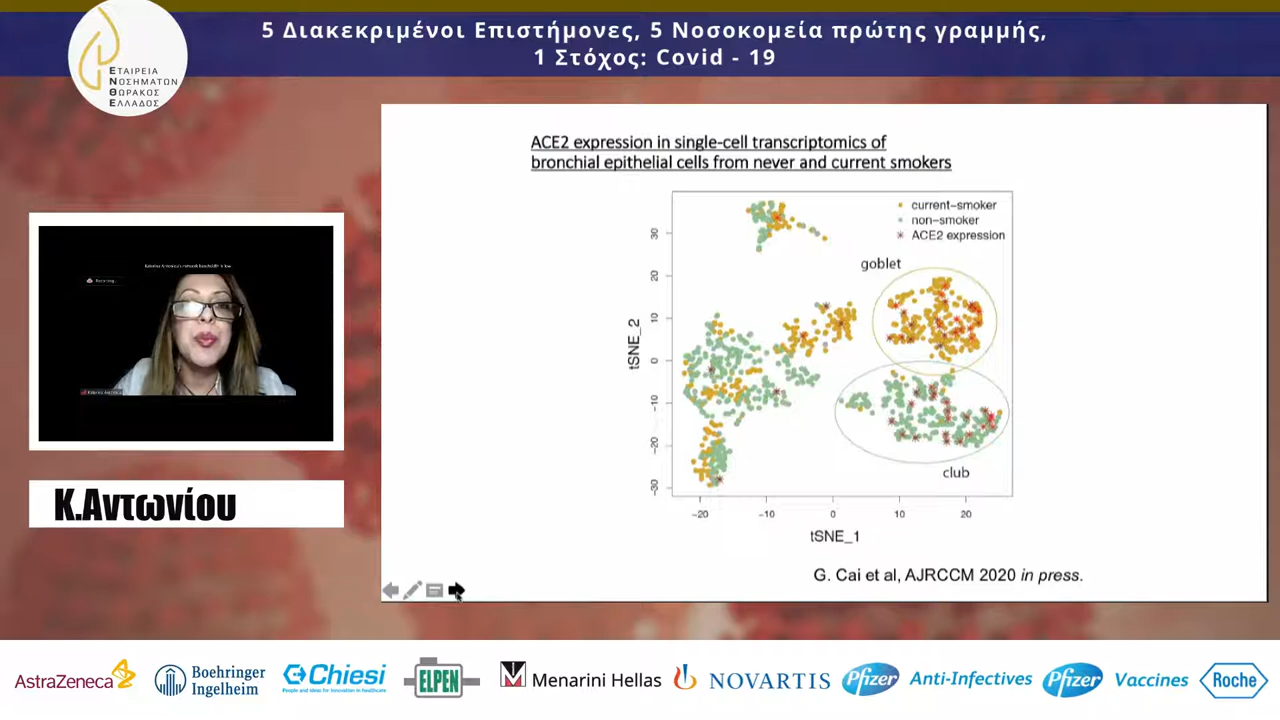 5 Διακεκριμένοι Επιστήμονες, 5 Νοσοκομεία πρώτης γραμμής,
1 Στόχος: Covid - 19
ΕΤΑΙΡΕΙΑ
ΝΟΣΗΜΑΤΩΝ
ΘΩΡΑΚΟΣ
ΕΛΛΑΔΟΣ
ACE2 expression in single-cell transcriptomics of
bronchial epithelial cells from never and current smokers
current-smoker
non-smoker
ACE2 expression
goblet
club
30
20
10
0
-10
-20
-30
tSNE_2
-20 -10 0 10 20
tSNE_1
G. Cai et al, AJRCCM 2020 in press.
Recording...
Κ.Αντωνίου
AstraZeneca
Boehringer
Ingelheim
Chiesi
People and ideas for innovation in healthcare
ELPEN
Menarini Hellas
NOVARTIS
Pfizer
Anti-Infectives
Pfizer
Vaccines
Roche